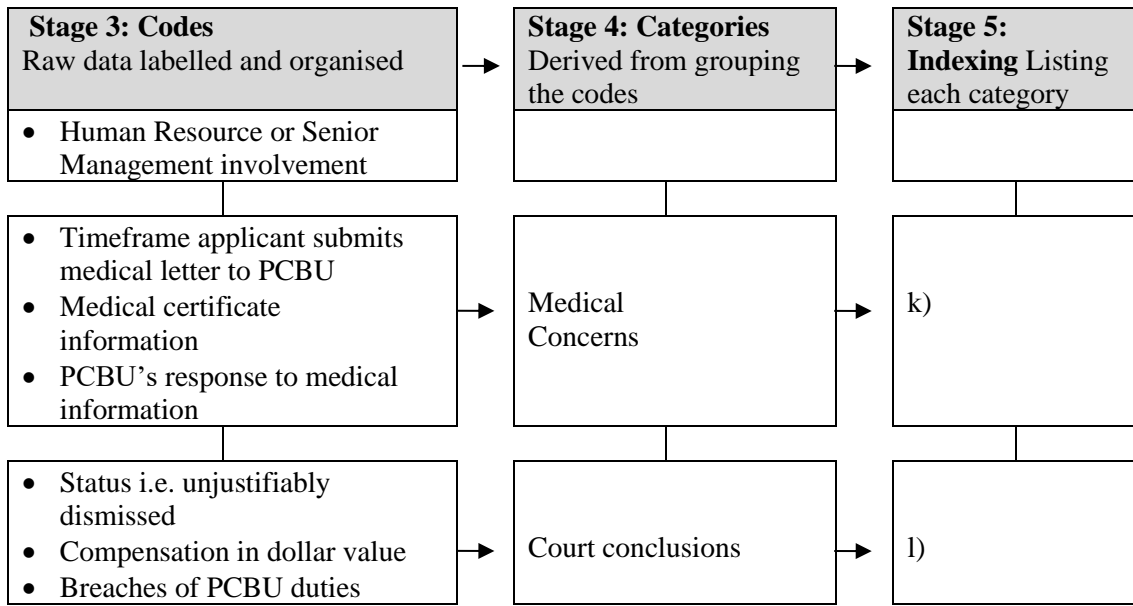 Stage 3: Codes
Raw data labelled and organised
Stage 4: Categories
Derived from grouping
the codes
Stage 5:
Indexing Listing
each category
• Human Resource or Senior
Management involvement
• Timeframe applicant submits
medical letter to PCBU
• Medical certificate
information
• PCBU’s response to medical
information
Medical
Concerns
k)
• Status i.e. unjustifiably
dismissed
• Compensation in dollar value
• Breaches of PCBU duties
Court conclusions
l)